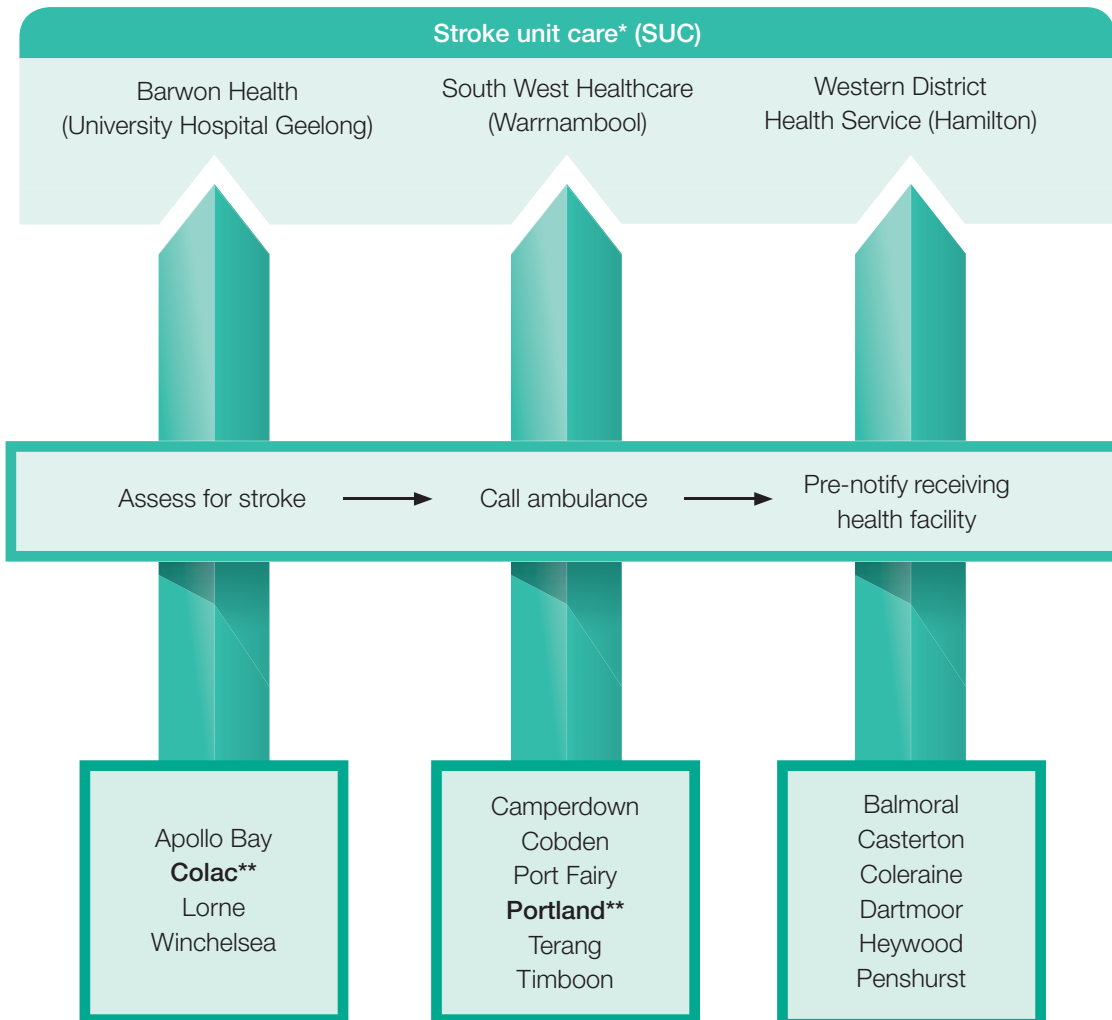 Stroke unit care* (SUC)
Barwon Health
(University Hospital Geelong)
South West Healthcare
(Warrnambool)
Western District
Health Service (Hamilton)
Assess for stroke
Call ambulance
Pre-notify receiving
health facility
Apollo Bay
Colac**
Lorne
Winchelsea
Camperdown
Cobden
Port Fairy
Portland**
Terang
Timboon
Balmoral
Casterton
Coleraine
Dartmoor
Heywood
Penshurst